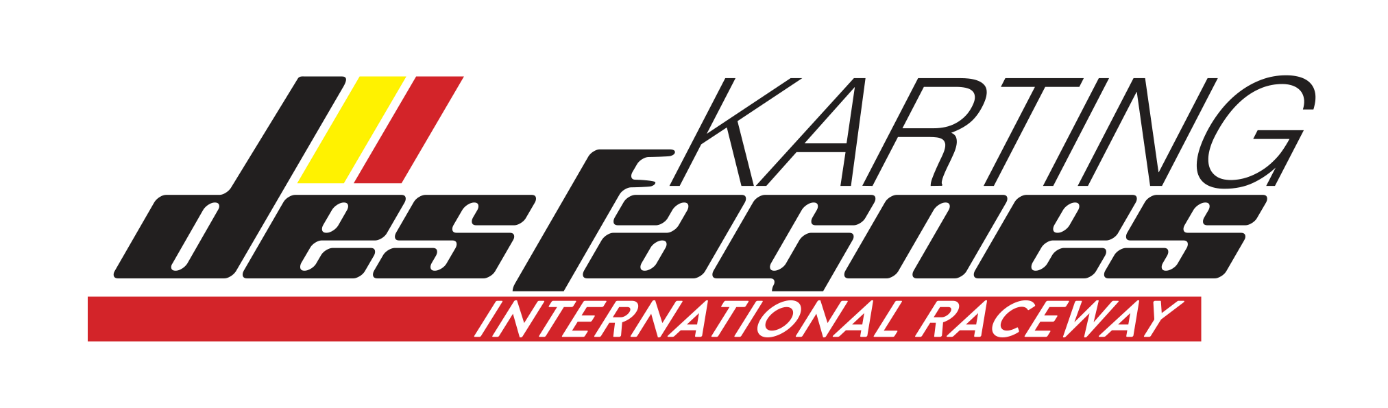 KARTING
des fagnes
INTERNATIONAL RACEWAY